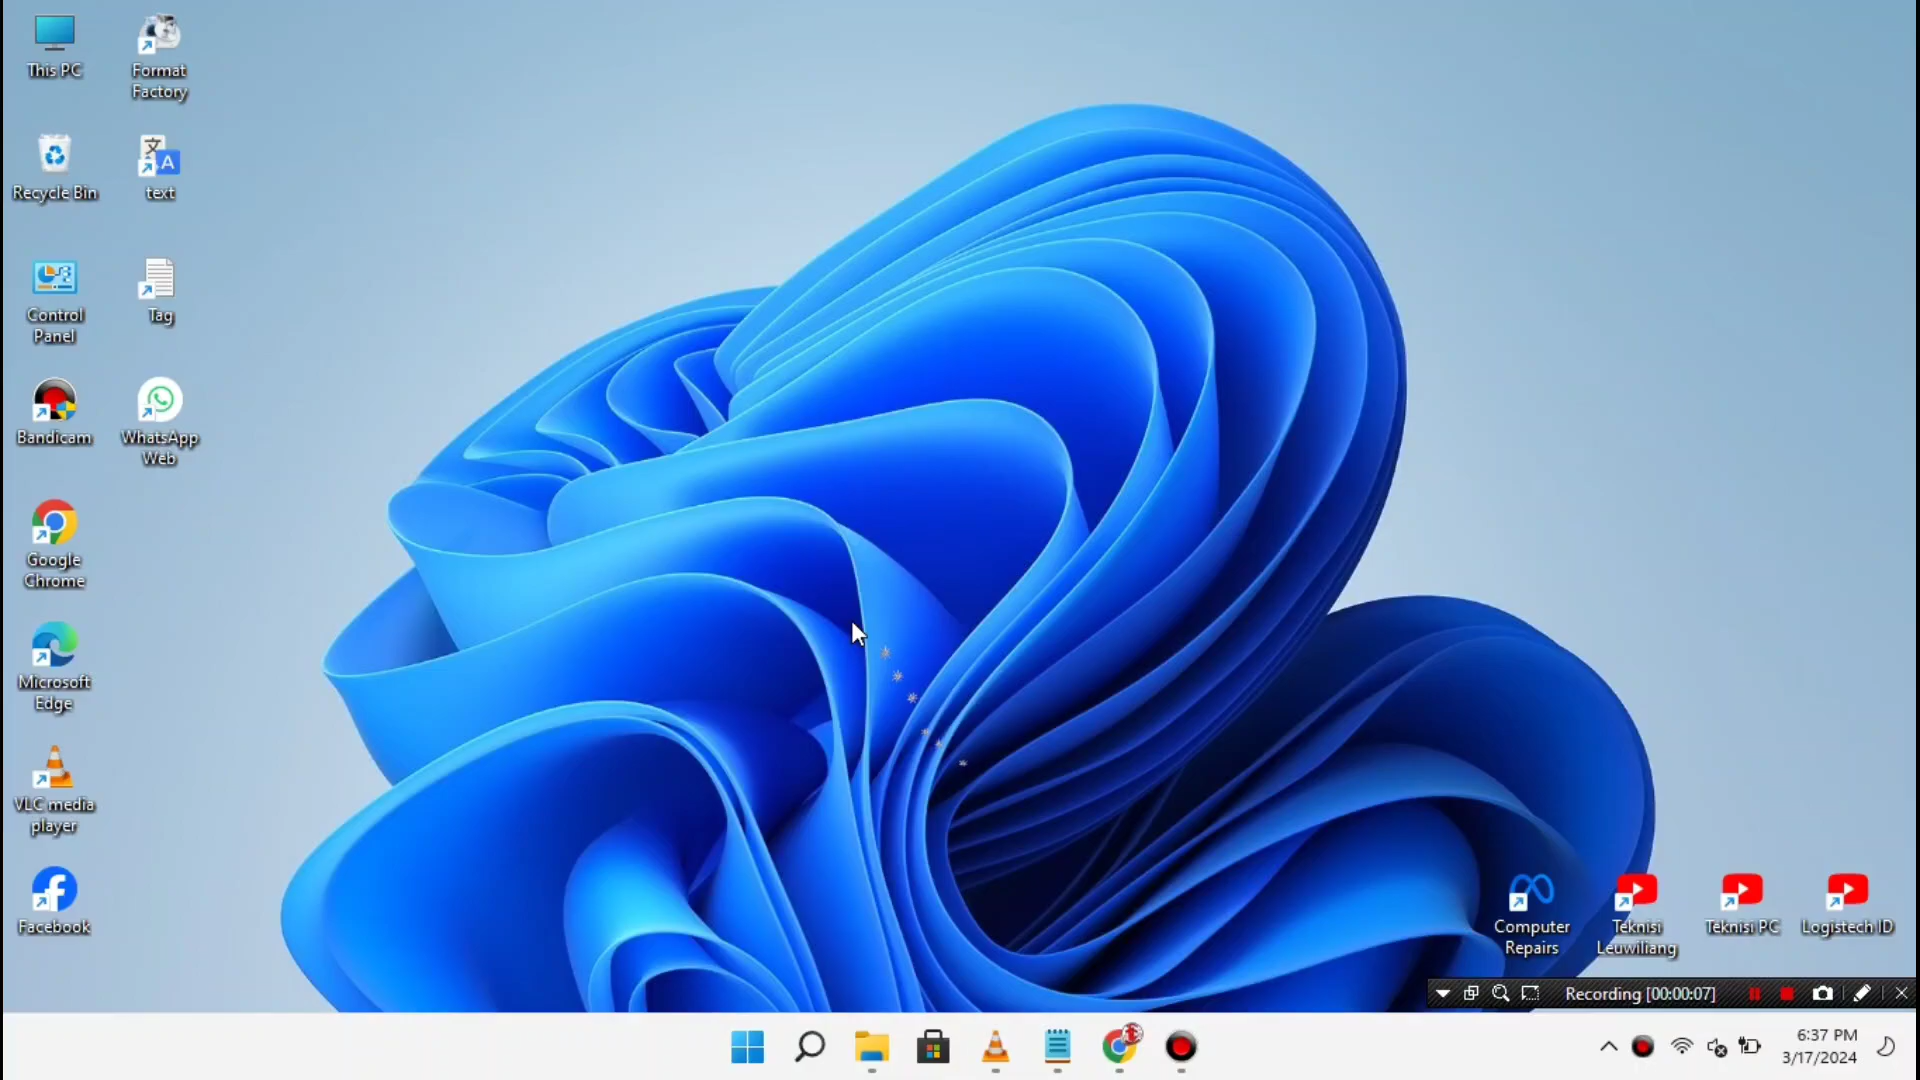 This PC
Format
Factory
Recycle Bin
text
Control
Panel
Tag
Bandicam
WhatsApp
Web
Google
Chrome
Microsoft
Edge
VLC media
player
Facebook
Computer
Repairs
Teknisi
Leuwiliang
Teknisi PC
Logistech ID
Recording [00:00:07]
6:37 PM
3/17/2024